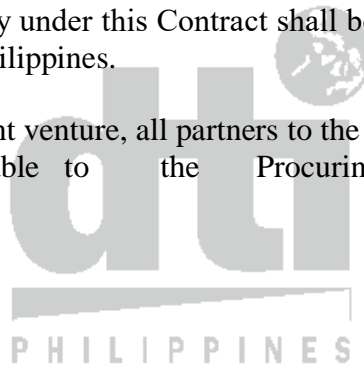 y under this Contract shall be
ilippines.
nt venture, all partners to the
ble to the Procurin
dti
PHILIPPINES